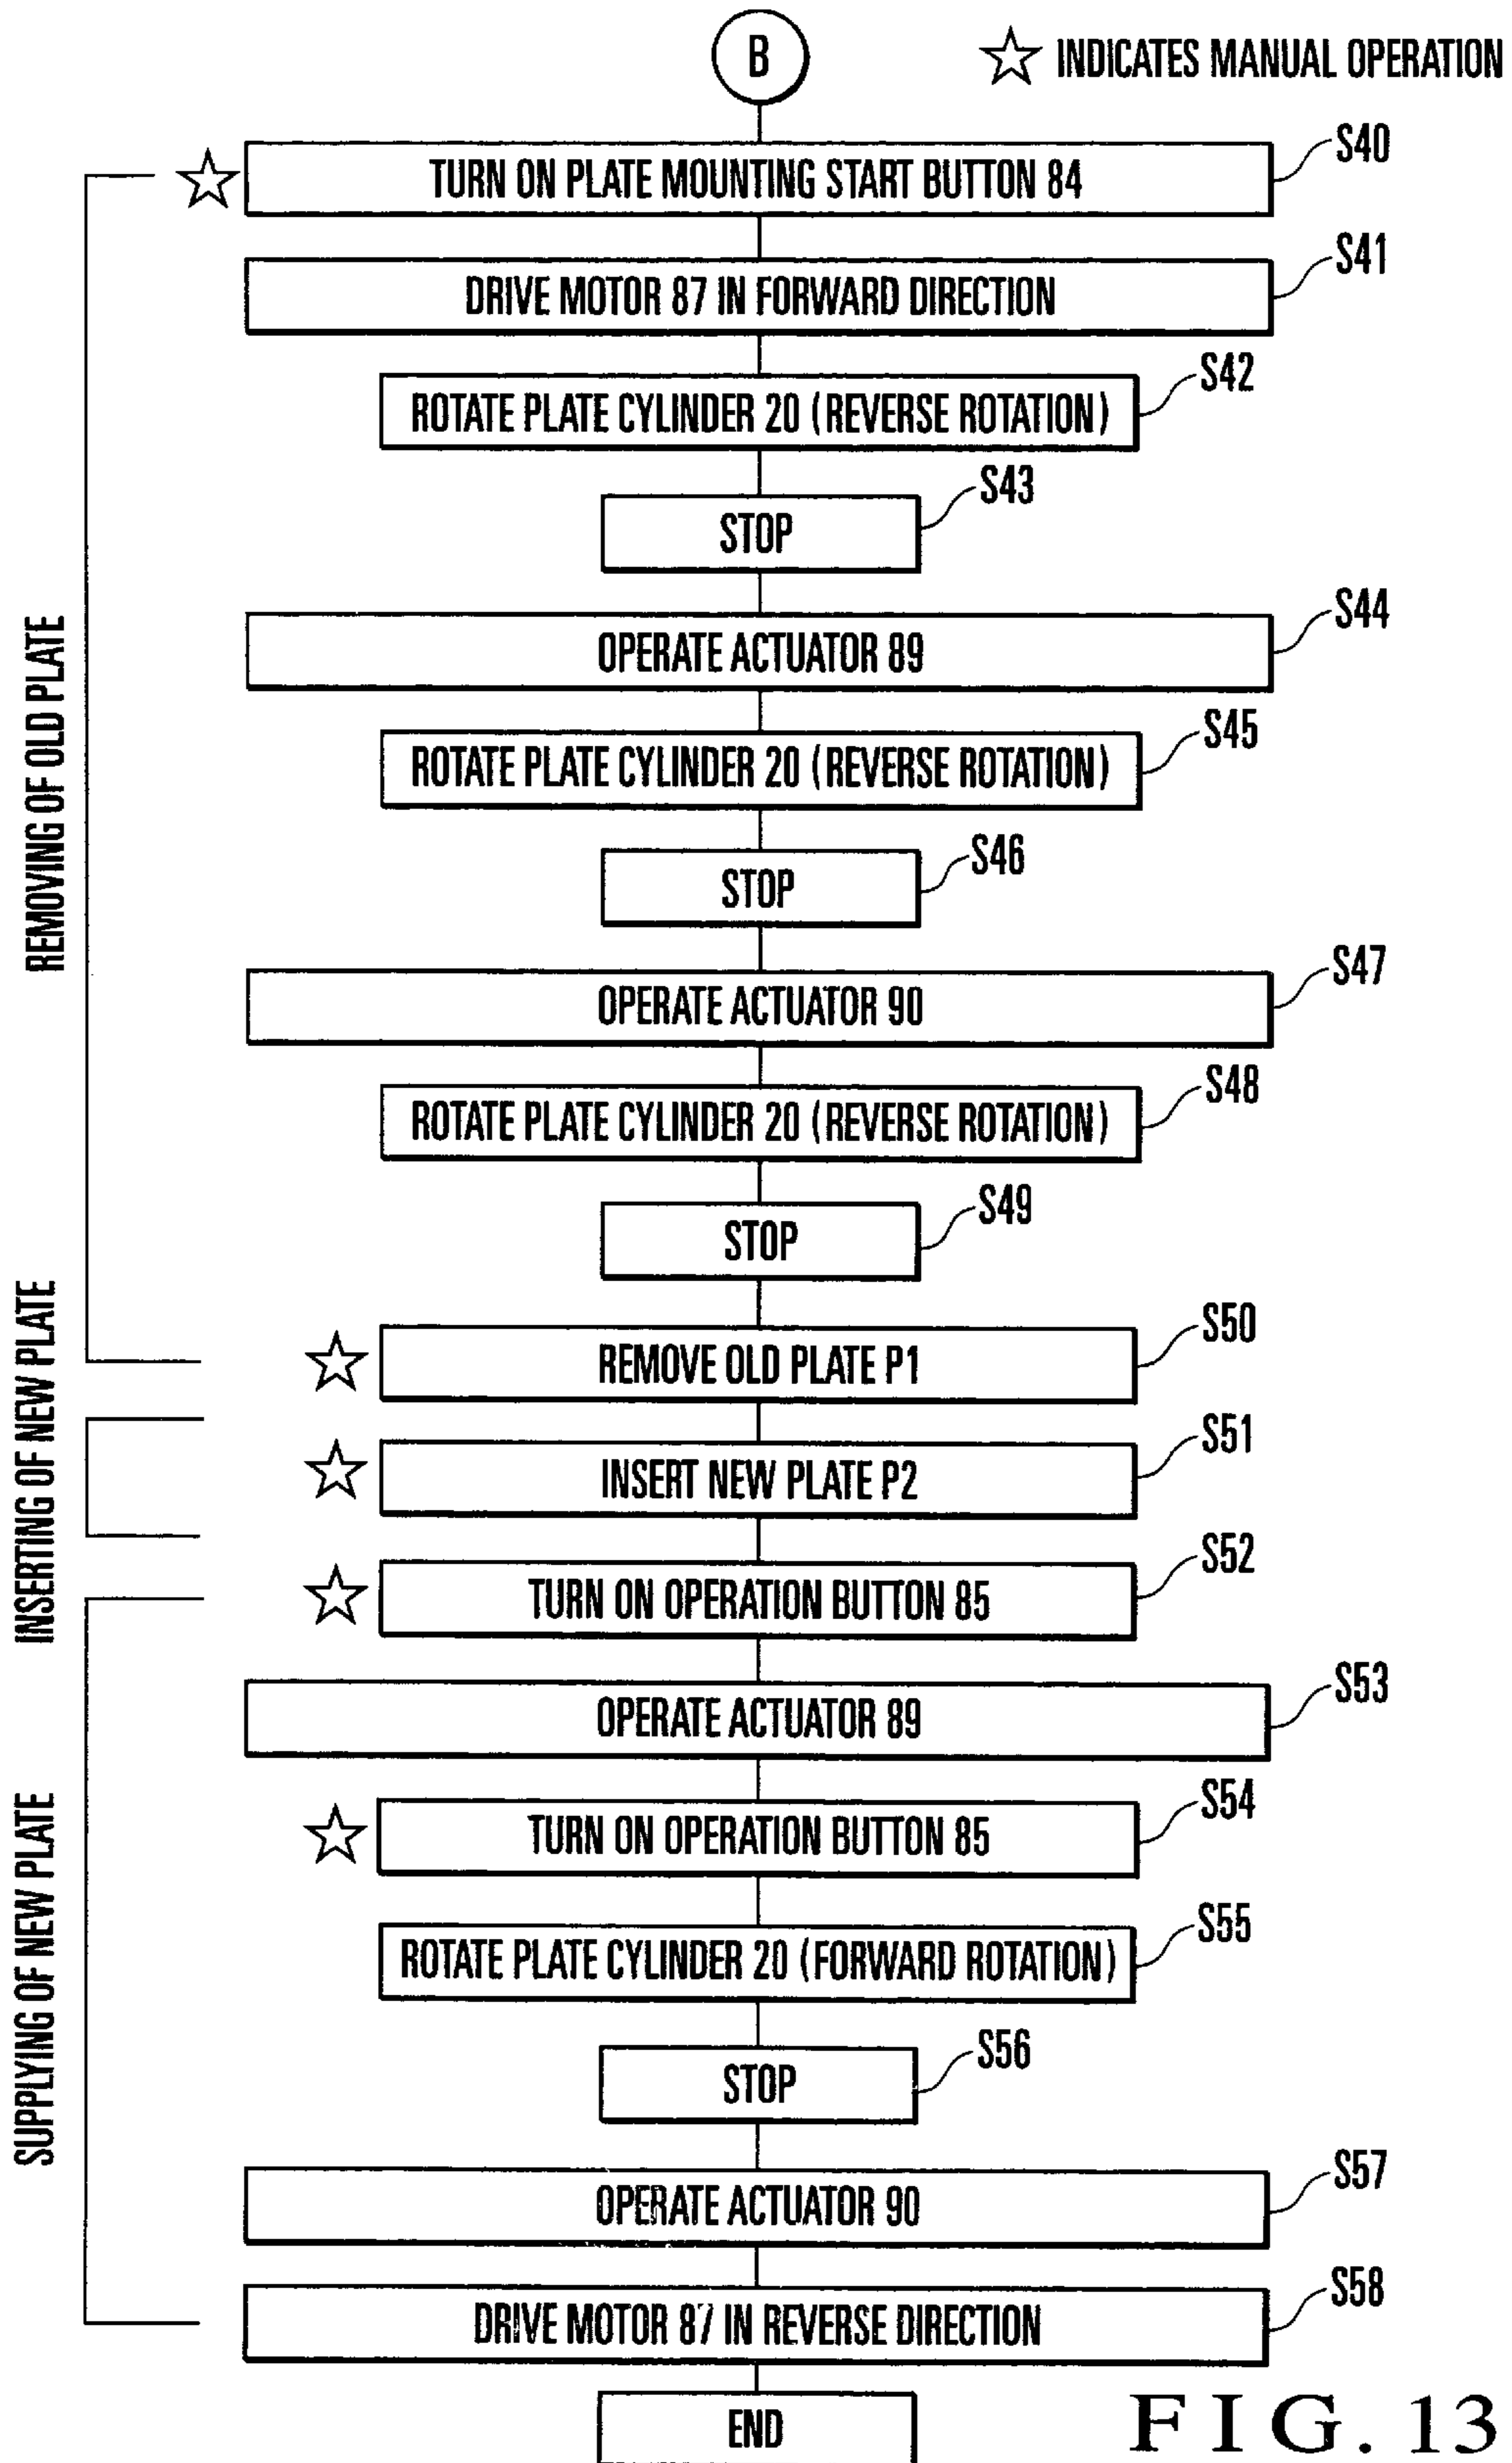 B
☆ INDICATES MANUAL OPERATION
S40
☆ TURN ON PLATE MOUNTING START BUTTON 84
S41
DRIVE MOTOR 87 IN FORWARD DIRECTION
S42
ROTATE PLATE CYLINDER 20 (REVERSE ROTATION)
S43
STOP
S44
OPERATE ACTUATOR 89
S45
ROTATE PLATE CYLINDER 20 (REVERSE ROTATION)
S46
STOP
S47
OPERATE ACTUATOR 90
S48
ROTATE PLATE CYLINDER 20 (REVERSE ROTATION)
S49
STOP
S50
☆ REMOVE OLD PLATE P1
REMOVING OF OLD PLATE
S51
☆ INSERT NEW PLATE P2
INSERTING OF NEW PLATE
S52
☆ TURN ON OPERATION BUTTON 85
S53
OPERATE ACTUATOR 89
S54
☆ TURN ON OPERATION BUTTON 85
S55
ROTATE PLATE CYLINDER 20 (FORWARD ROTATION)
S56
STOP
S57
OPERATE ACTUATOR 90
S58
DRIVE MOTOR 87 IN REVERSE DIRECTION
SUPPLYING OF NEW PLATE
END
FIG. 13